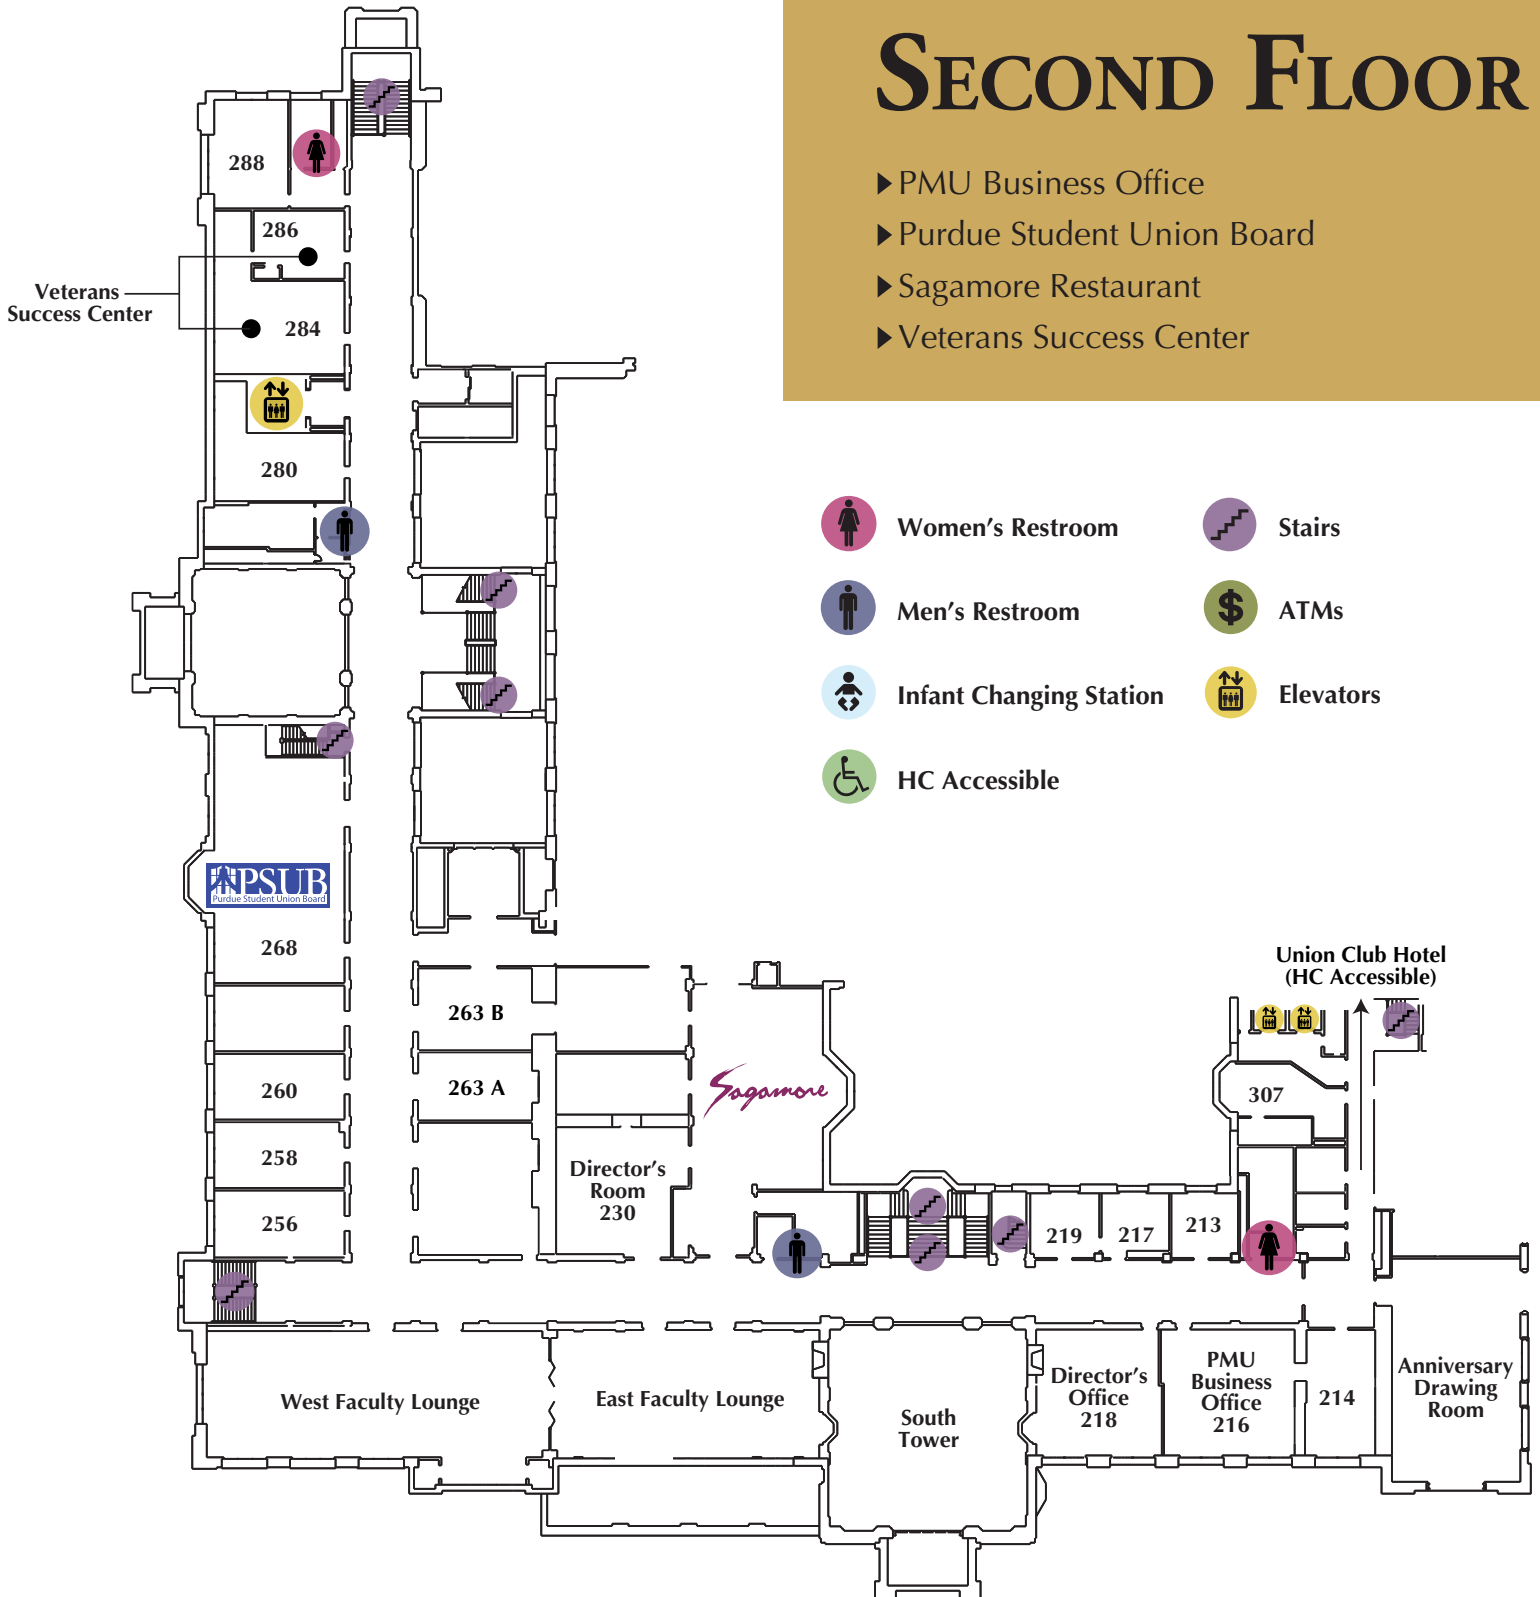 SECOND FLOOR
PMU Business Office
Purdue Student Union Board
Sagamore Restaurant
Veterans Success Center
288
286
Veterans
Success Center
284
280
Women's Restroom
Stairs
Men's Restroom
$
ATMs
Infant Changing Station
Elevators
HC Accessible
PSUB
Purdue Student Union Board
268
Union Club Hotel
(HC Accessible)
263 B
260
263 A
Sagamore
307
258
Director's
Room
230
256
219
217
213
West Faculty Lounge
East Faculty Lounge
South
Tower
Director's
Office
218
PMU
Business
Office
216
214
Anniversary
Drawing
Room